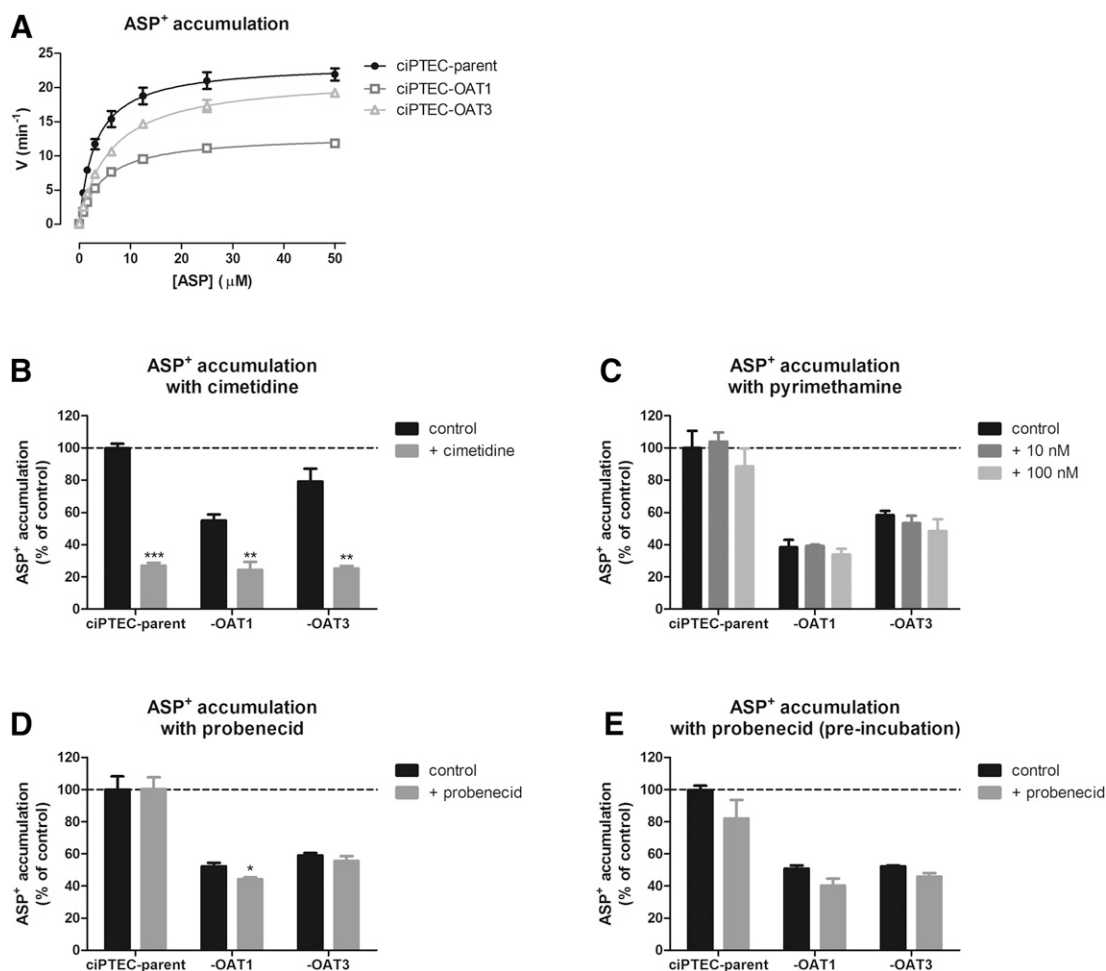 A
ASP+ accumulation
V (min-1)
25
20
15
10
5
0
0 10 20 30 40 50
[ASP] (μM)
ciPTEC-parent
ciPTEC-OAT1
ciPTEC-OAT3
B
ASP+ accumulation
with cimetidine
ASP+ accumulation
(% of control)
120
100
80
60
40
20
0
*** ** **
ciPTEC-parent -OAT1 -OAT3
control
+ cimetidine
C
ASP+ accumulation
with pyrimethamine
ASP+ accumulation
(% of control)
120
100
80
60
40
20
0
ciPTEC-parent -OAT1 -OAT3
control
+ 10 nM
+ 100 nM
D
ASP+ accumulation
with probenecid
ASP+ accumulation
(% of control)
120
100
80
60
40
20
0
*
ciPTEC-parent -OAT1 -OAT3
control
+ probenecid
E
ASP+ accumulation
with probenecid (pre-incubation)
ASP+ accumulation
(% of control)
120
100
80
60
40
20
0
ciPTEC-parent -OAT1 -OAT3
control
+ probenecid